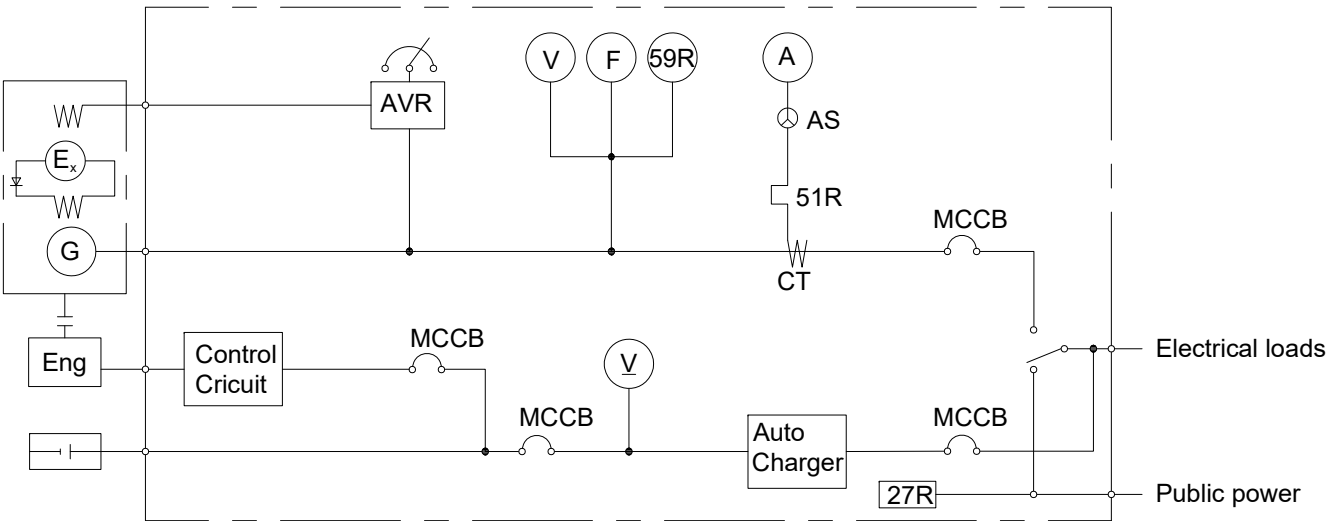 V
F
59R
A
AVR
AS
Ex
51R
MCCB
G
CT
MCCB
Eng
Control
Cricuit
V
Electrical loads
MCCB
MCCB
Auto
Charger
27R
Public power